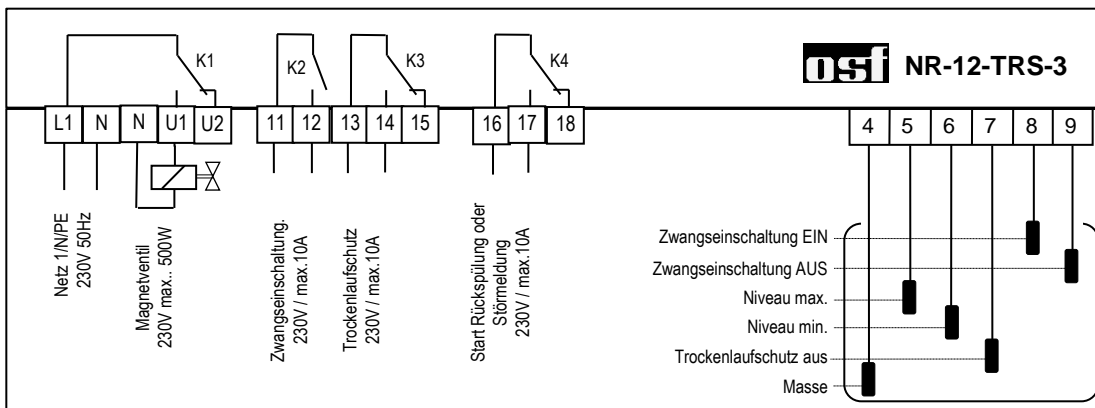 osf NR-12-TRS-3
K1
K2
K3
K4
L1 N N U1 U2
11 12 13 14 15
16 17 18
4 5 6 7 8 9
Netz 1/N/PE
230V 50Hz
Magnetventil
230V max.. 500W
Zwangseinschaltung.
230V / max.10A
Trockenlaufschutz
230V / max.10A
Start Rückspülung oder
Störmeldung
230V / max.10A
Zwangseinschaltung EIN
Zwangseinschaltung AUS
Niveau max.
Niveau min.
Trockenlaufschutz aus
Masse